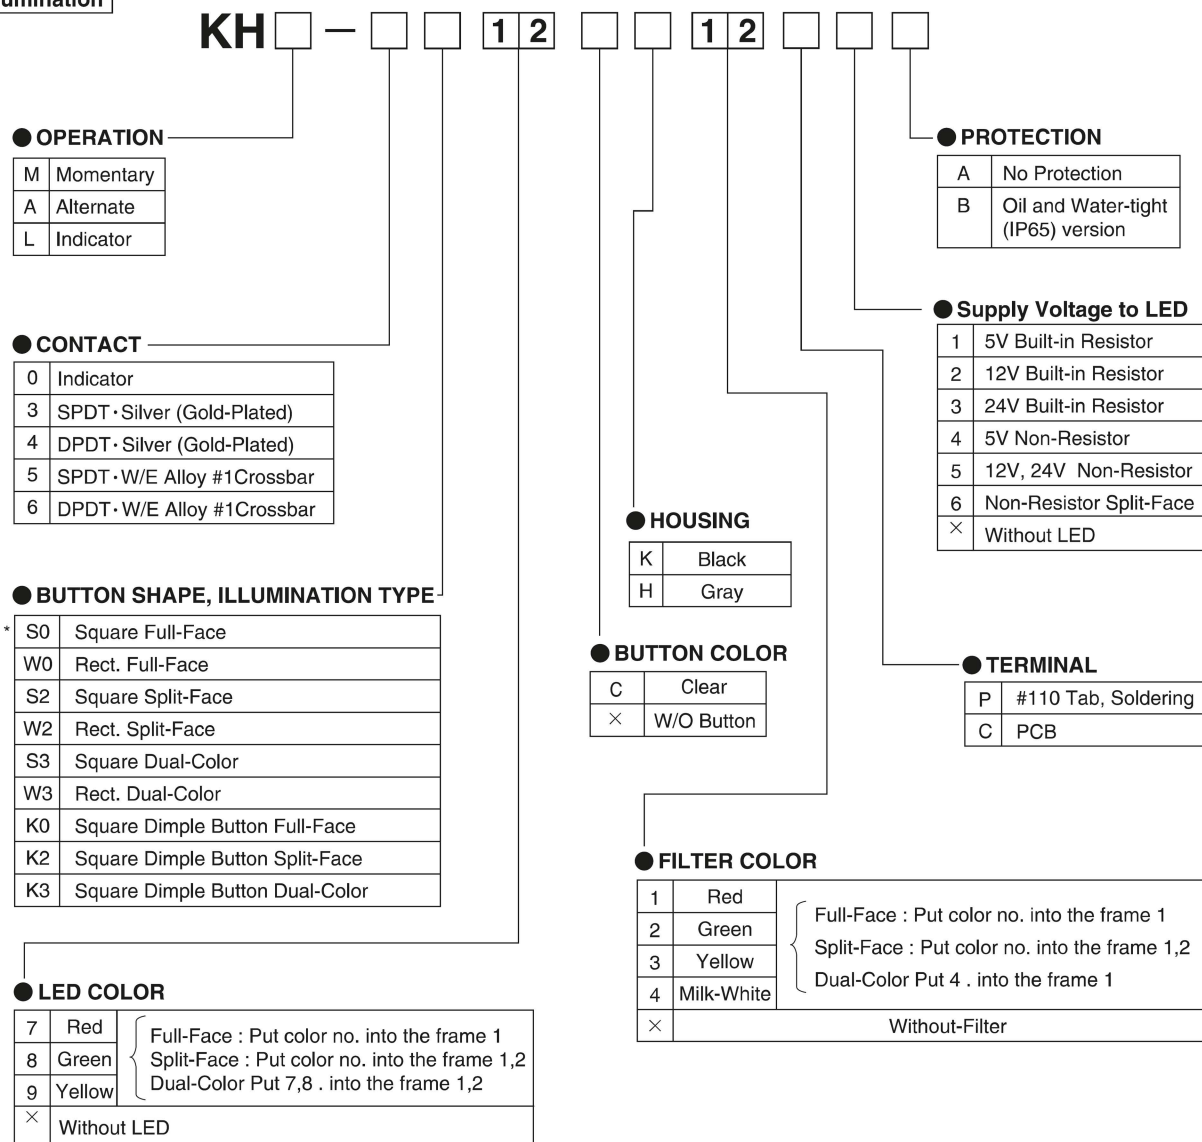 KH □ — □ □ 1 2 □ □ 1 2 □ □ □
● OPERATION
M Momentary
A Alternate
L Indicator
● CONTACT
0 Indicator
3 SPDT・Silver (Gold-Plated)
4 DPDT・Silver (Gold-Plated)
5 SPDT・W/E Alloy #1Crossbar
6 DPDT・W/E Alloy #1Crossbar
● BUTTON SHAPE, ILLUMINATION TYPE
* S0 Square Full-Face
W0 Rect. Full-Face
S2 Square Split-Face
W2 Rect. Split-Face
S3 Square Dual-Color
W3 Rect. Dual-Color
K0 Square Dimple Button Full-Face
K2 Square Dimple Button Split-Face
K3 Square Dimple Button Dual-Color
● LED COLOR
7 Red
8 Green
9 Yellow
Full-Face : Put color no. into the frame 1
Split-Face : Put color no. into the frame 1,2
Dual-Color Put 7,8 . into the frame 1,2
× Without LED
● HOUSING
K Black
H Gray
● BUTTON COLOR
C Clear
× W/O Button
● FILTER COLOR
1 Red
2 Green
3 Yellow
4 Milk-White
Full-Face : Put color no. into the frame 1
Split-Face : Put color no. into the frame 1,2
Dual-Color Put 4 . into the frame 1
× Without-Filter
● PROTECTION
A No Protection
B Oil and Water-tight
(IP65) version
● Supply Voltage to LED
1 5V Built-in Resistor
2 12V Built-in Resistor
3 24V Built-in Resistor
4 5V Non-Resistor
5 12V, 24V Non-Resistor
6 Non-Resistor Split-Face
× Without LED
● TERMINAL
P #110 Tab, Soldering
C PCB